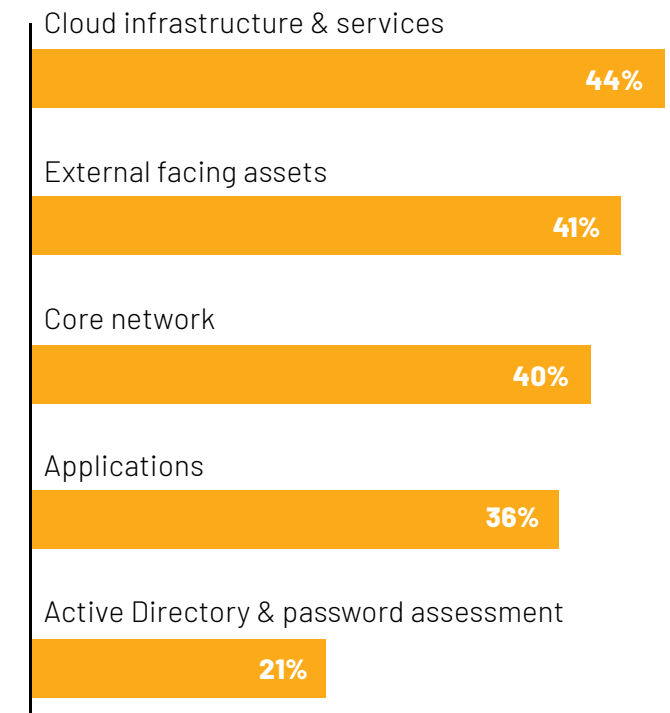 Cloud infrastructure & services
44%
External facing assets
41%
Core network
40%
Applications
36%
Active Directory & password assessment
21%